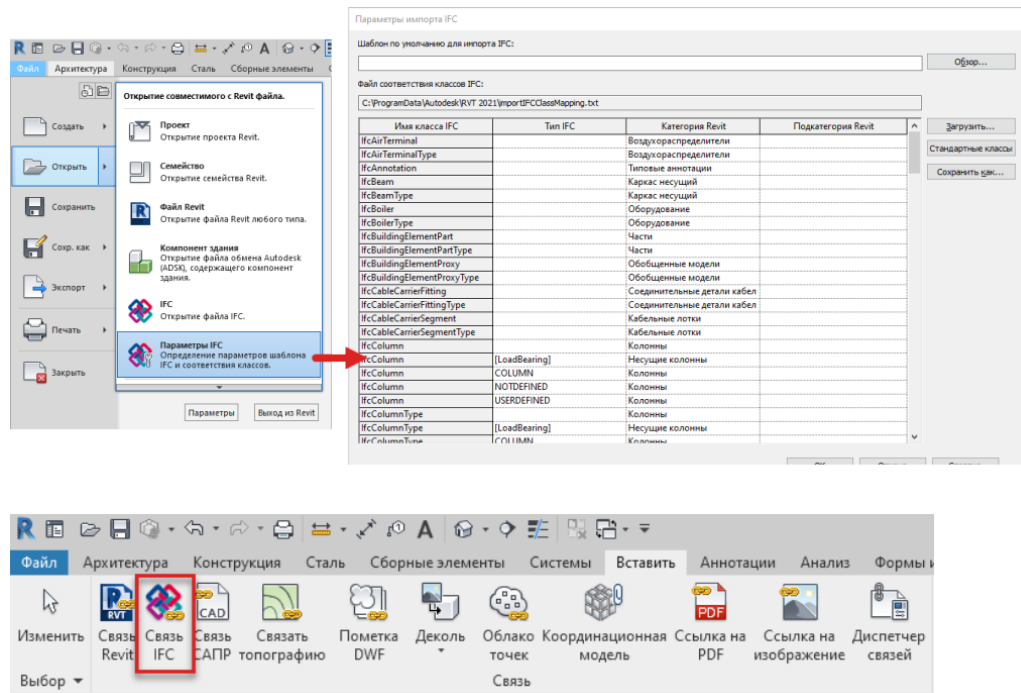 Файл Архитектура Конструкция Сталь Сборные элементы
Открытие совместимого с Revit файла.
Создать
Открыть
Сохранить
Сохр. как
Экспорт
Печать
Закрыть
Проект
Открытие проекта Revit.
Семейство
Открытие семейства Revit.
Файл Revit
Открытие файла Revit любого типа.
Компонент здания
Открытие файла обмена Autodesk
(ADSK), содержащего компонент
здания.
IFC
Открытие файла IFC.
Параметры IFC
Определение параметров шаблона
IFC и соответствия классов.
Параметры Выход из Revit
Параметры импорта IFC
Шаблон по умолчанию для импорта IFC:
Обзор...
Файл соответствия классов IFC:
C:\ProgramData\Autodesk\RVT 2021\importIFCClassMapping.txt
Имя класса IFC Тип IFC Категория Revit Подкатегория Revit
IfcAirTerminal Воздухораспределители
IfcAirTerminalType Воздухораспределители
IfcAnnotation Типовые аннотации
IfcBeam Каркас несущий
IfcBeamType Каркас несущий
IfcBoiler Оборудование
IfcBoilerType Оборудование
IfcBuildingElementPart Части
IfcBuildingElementPartType Части
IfcBuildingElementProxy Обобщенные модели
IfcBuildingElementProxyType Обобщенные модели
IfcCableCarrierFitting Соединительные детали кабел
IfcCableCarrierFittingType Соединительные детали кабел
IfcCableCarrierSegment Кабельные лотки
IfcCableCarrierSegmentType Кабельные лотки
IfcColumn Колонны
IfcColumn [LoadBearing] Несущие колонны
IfcColumn COLUMN Колонны
IfcColumn NOTDEFINED Колонны
IfcColumn USERDEFINED Колонны
IfcColumnType Колонны
IfcColumnType [LoadBearing] Несущие колонны
IfcColumnType COLUMN Колонны
Загрузить...
Стандартные классы
Сохранить как...
Файл Архитектура Конструкция Сталь Сборные элементы Системы Вставить Аннотации Анализ Формы
RVT CAD PDF
Изменить Связь Связь Связь Связать Пометка Деколь Облако Координационная Ссылка на Ссылка на Диспетчер
Revit IFC САПР топографию DWF точек модель PDF изображение связей
Выбор Связь